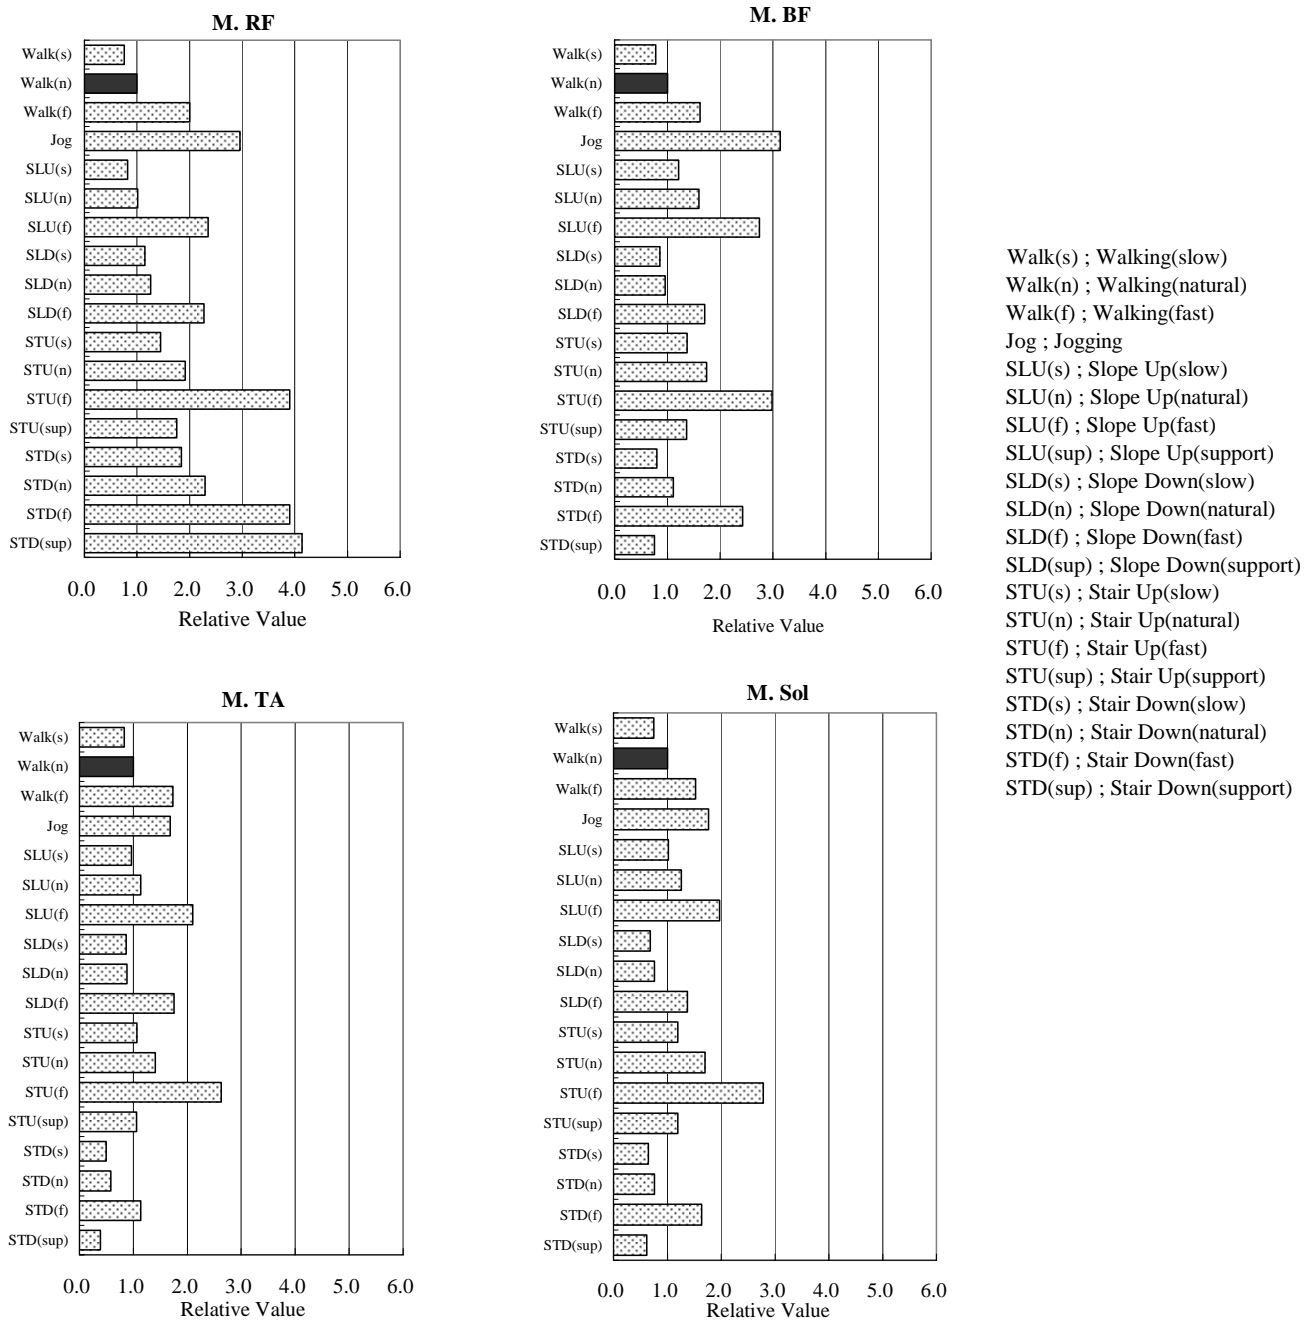 M. RF
Walk(s)
Walk(n)
Walk(f)
Jog
SLU(s)
SLU(n)
SLU(f)
SLD(s)
SLD(n)
SLD(f)
STU(s)
STU(n)
STU(f)
STU(sup)
STD(s)
STD(n)
STD(f)
STD(sup)
0.0 1.0 2.0 3.0 4.0 5.0 6.0
Relative Value
M. BF
Walk(s)
Walk(n)
Walk(f)
Jog
SLU(s)
SLU(n)
SLU(f)
SLD(s)
SLD(n)
SLD(f)
STU(s)
STU(n)
STU(f)
STU(sup)
STD(s)
STD(n)
STD(f)
STD(sup)
0.0 1.0 2.0 3.0 4.0 5.0 6.0
Relative Value
Walk(s) ; Walking(slow)
Walk(n) ; Walking(natural)
Walk(f) ; Walking(fast)
Jog ; Jogging
SLU(s) ; Slope Up(slow)
SLU(n) ; Slope Up(natural)
SLU(f) ; Slope Up(fast)
SLU(sup) ; Slope Up(support)
SLD(s) ; Slope Down(slow)
SLD(n) ; Slope Down(natural)
SLD(f) ; Slope Down(fast)
SLD(sup) ; Slope Down(support)
STU(s) ; Stair Up(slow)
STU(n) ; Stair Up(natural)
STU(f) ; Stair Up(fast)
STU(sup) ; Stair Up(support)
STD(s) ; Stair Down(slow)
STD(n) ; Stair Down(natural)
STD(f) ; Stair Down(fast)
STD(sup) ; Stair Down(support)
M. TA
Walk(s)
Walk(n)
Walk(f)
Jog
SLU(s)
SLU(n)
SLU(f)
SLD(s)
SLD(n)
SLD(f)
STU(s)
STU(n)
STU(f)
STU(sup)
STD(s)
STD(n)
STD(f)
STD(sup)
0.0 1.0 2.0 3.0 4.0 5.0 6.0
Relative Value
M. Sol
Walk(s)
Walk(n)
Walk(f)
Jog
SLU(s)
SLU(n)
SLU(f)
SLD(s)
SLD(n)
SLD(f)
STU(s)
STU(n)
STU(f)
STU(sup)
STD(s)
STD(n)
STD(f)
STD(sup)
0.0 1.0 2.0 3.0 4.0 5.0 6.0
Relative Value